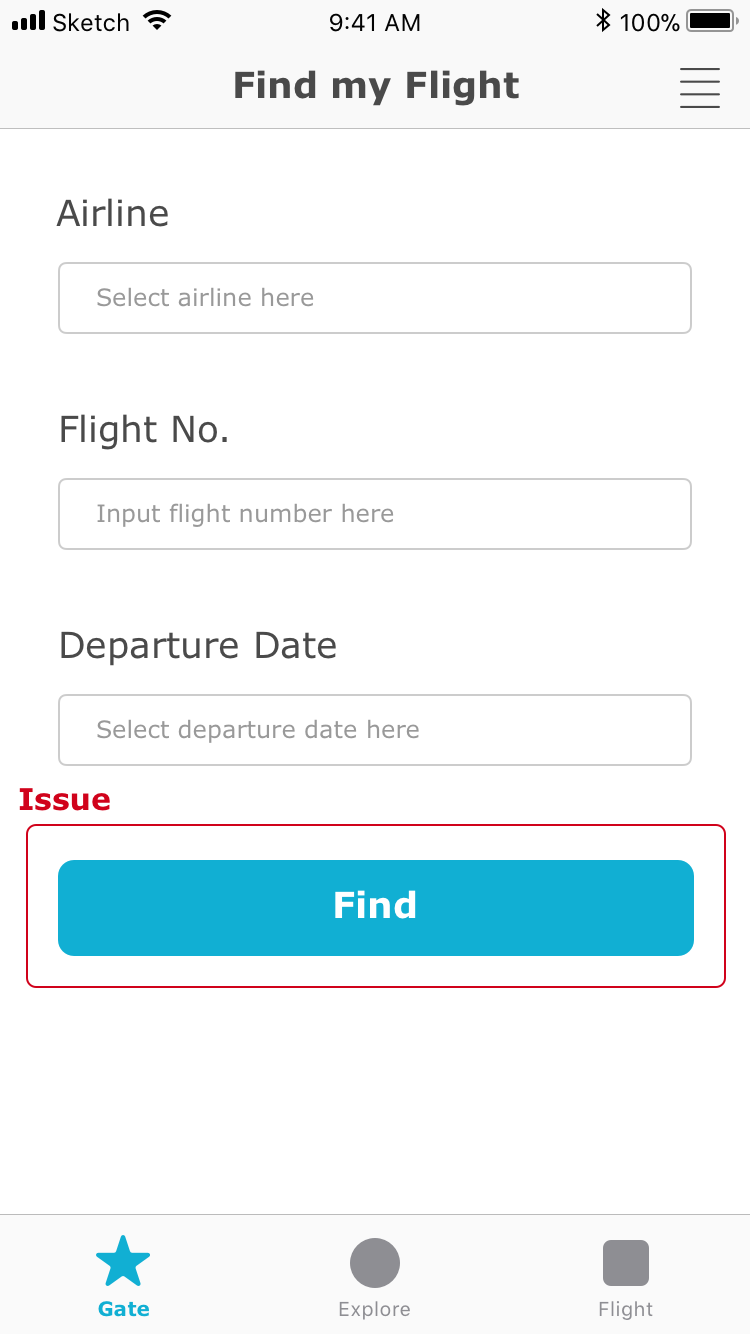 Sketch 9:41 AM 100%
Find my Flight
Airline
Select airline here
Flight No.
Input flight number here
Departure Date
Select departure date here
Issue
Find
Gate Explore Flight